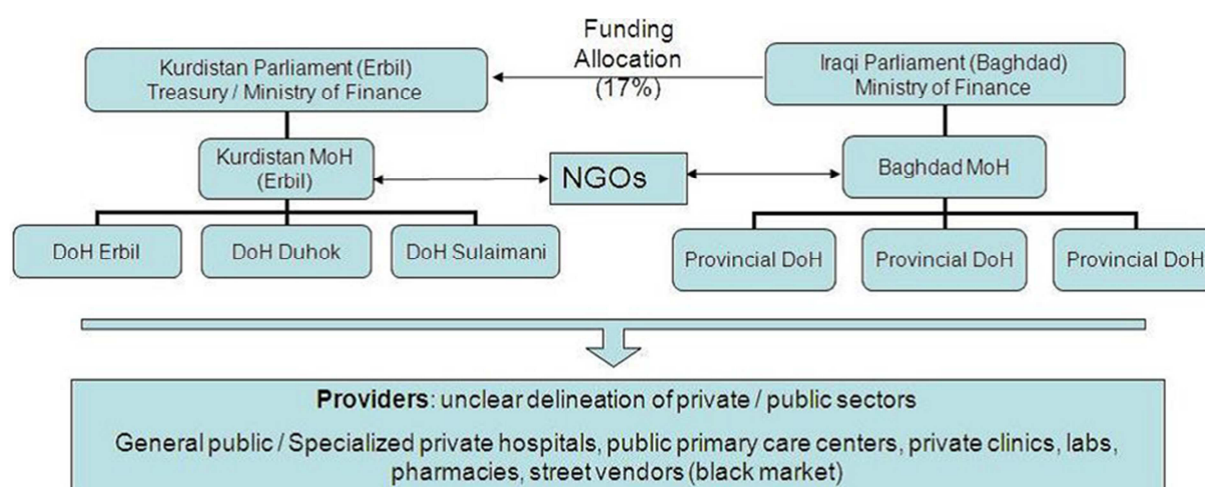 Funding
Allocation
(17%)
Kurdistan Parliament (Erbil)
Treasury / Ministry of Finance
Iraqi Parliament (Baghdad)
Ministry of Finance
Kurdistan MoH
(Erbil)
NGOs
Baghdad MoH
DoH Erbil
DoH Duhok
DoH Sulaimani
Provincial DoH
Provincial DoH
Provincial DoH
Providers: unclear delineation of private / public sectors
General public / Specialized private hospitals, public primary care centers, private clinics, labs,
pharmacies, street vendors (black market)